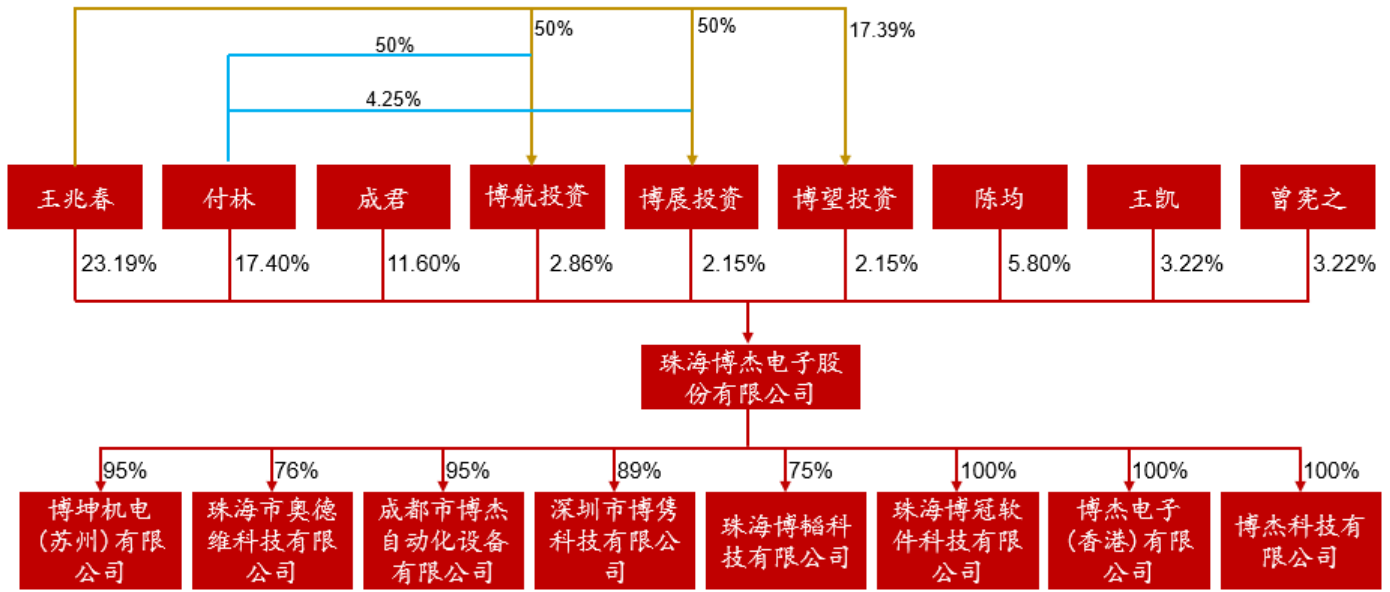 50%
50%
17.39%
50%
4.25%
王兆春
付林
成君
博航投资
博展投资
博望投资
陈均
王凯
曾宪之
23.19%
17.40%
11.60%
2.86%
2.15%
2.15%
5.80%
3.22%
3.22%
珠海博杰电子股
份有限公司
95%
76%
95%
89%
75%
100%
100%
100%
博坤机电
(苏州)有限
公司
珠海市奥德
维科技有限
公司
成都市博杰
自动化设备
有限公司
深圳市博隽
科技有限公
司
珠海博韬科
技有限公司
珠海博冠软
件科技有限
公司
博杰电子
(香港)有限
公司
博杰科技有
限公司